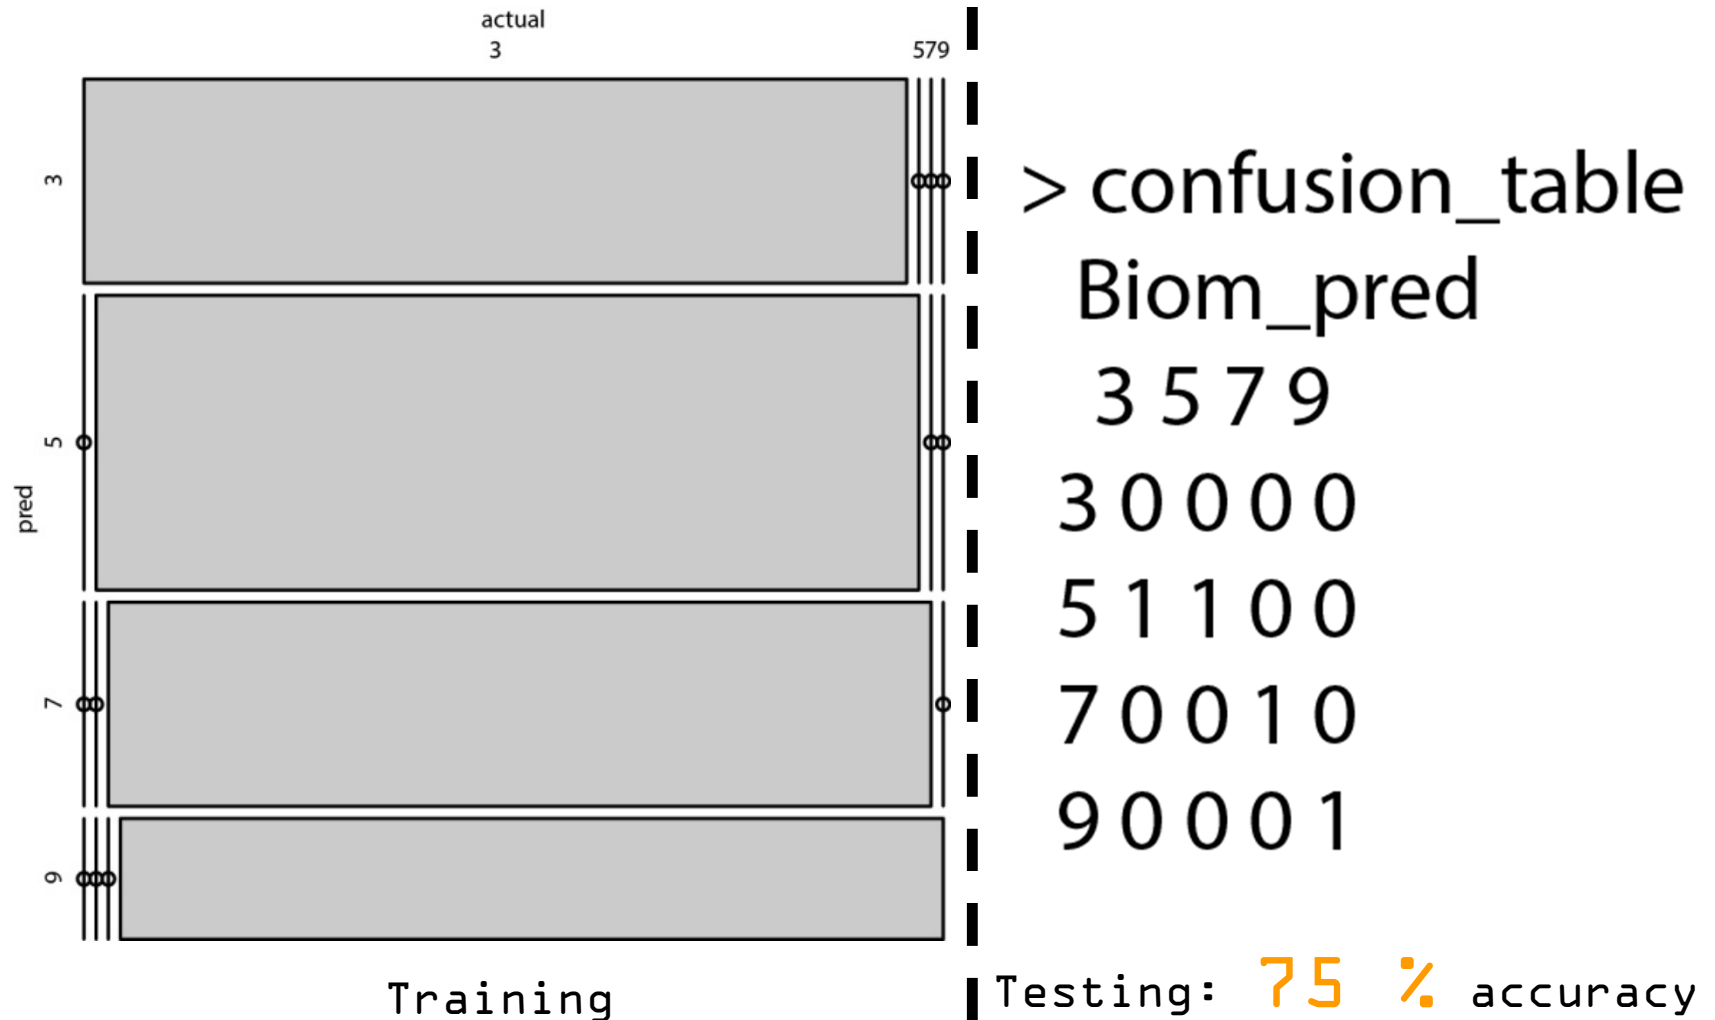 actual
3 579
3
5
pred
7
9
Training
> confusion_table
Biom_pred
3 5 7 9
3 0 0 0 0
5 1 1 0 0
7 0 0 1 0
9 0 0 0 1
Testing: 75 % accuracy